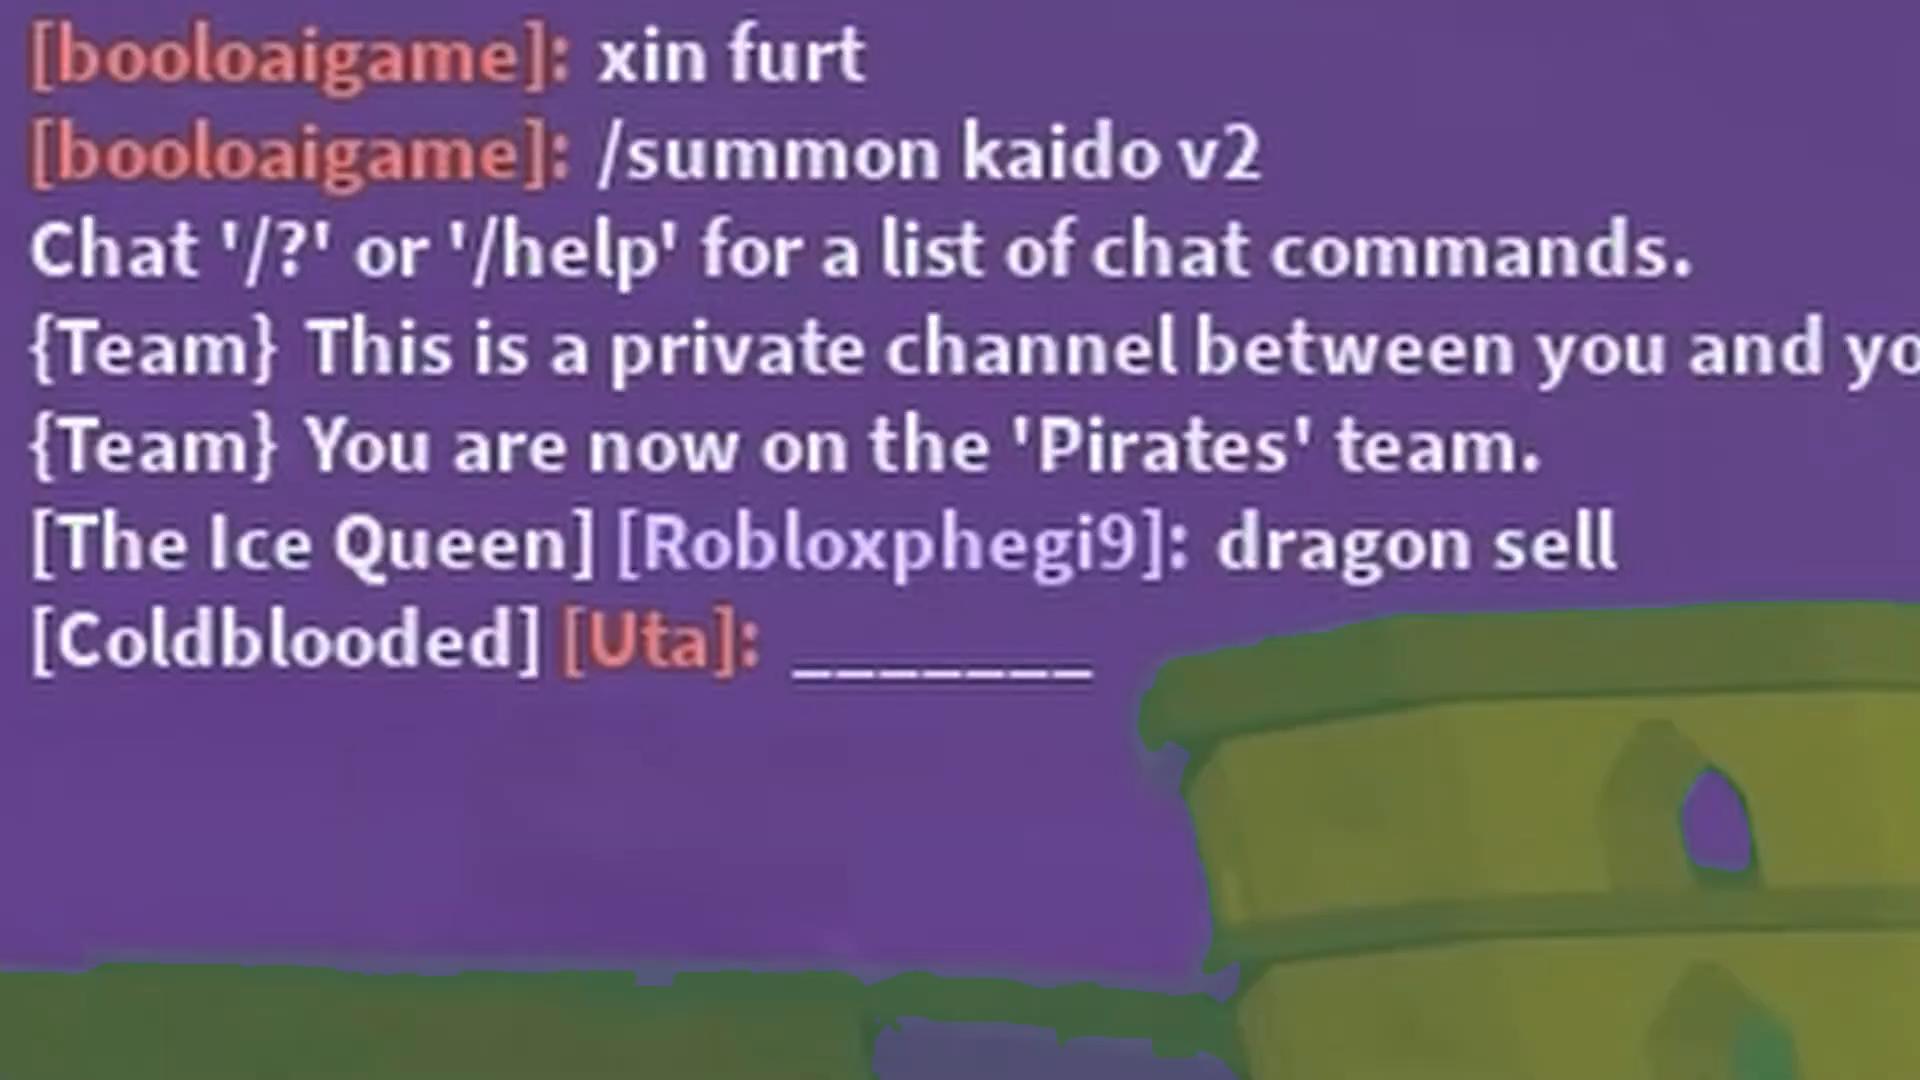 [booloaigame]: xin furt
[booloaigame]: /summon kaido v2
Chat '/?' or '/help' for a list of chat commands.
{Team} This is a private channel between you and yo
{Team} You are now on the 'Pirates' team.
[The Ice Queen] [Robloxphegi9]: dragon sell
[Coldblooded] [Uta]: _______